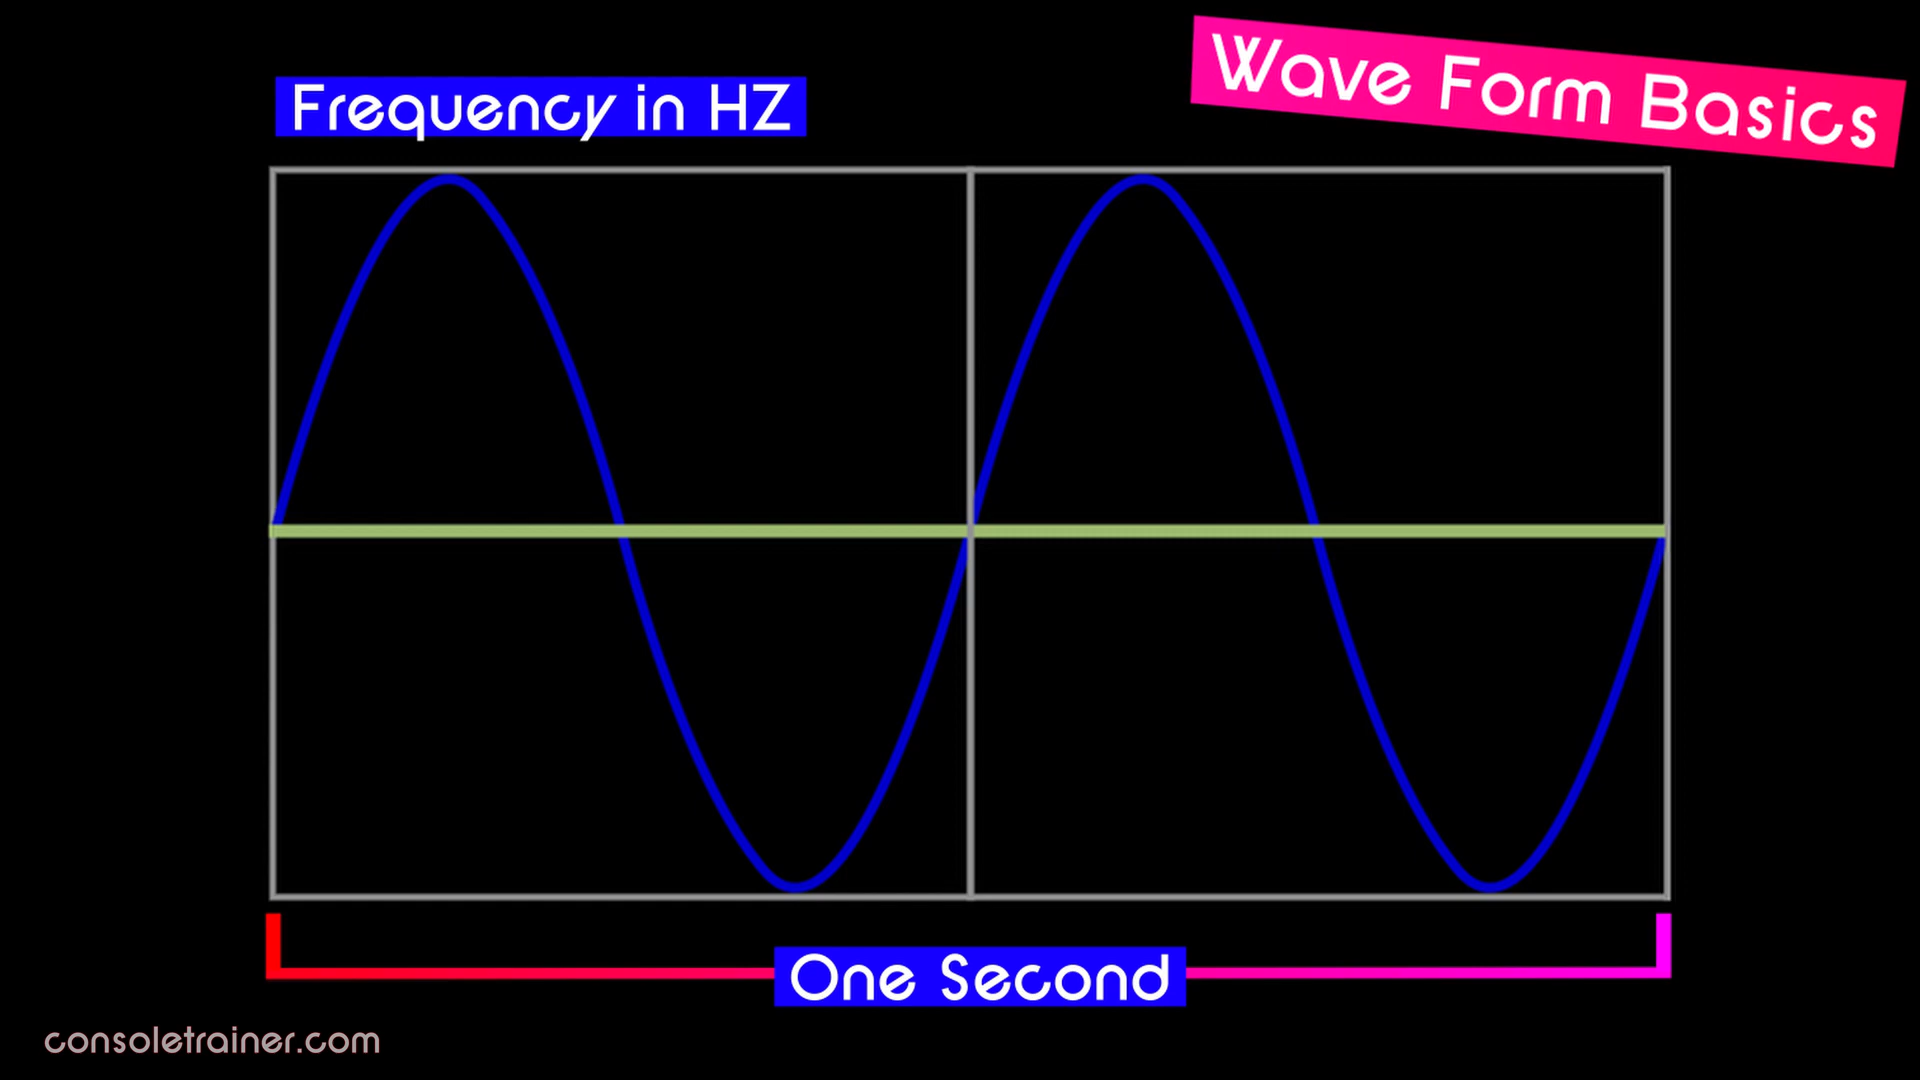 Wave Form Basics
Frequency in HZ
One Second
consoletrainer.com